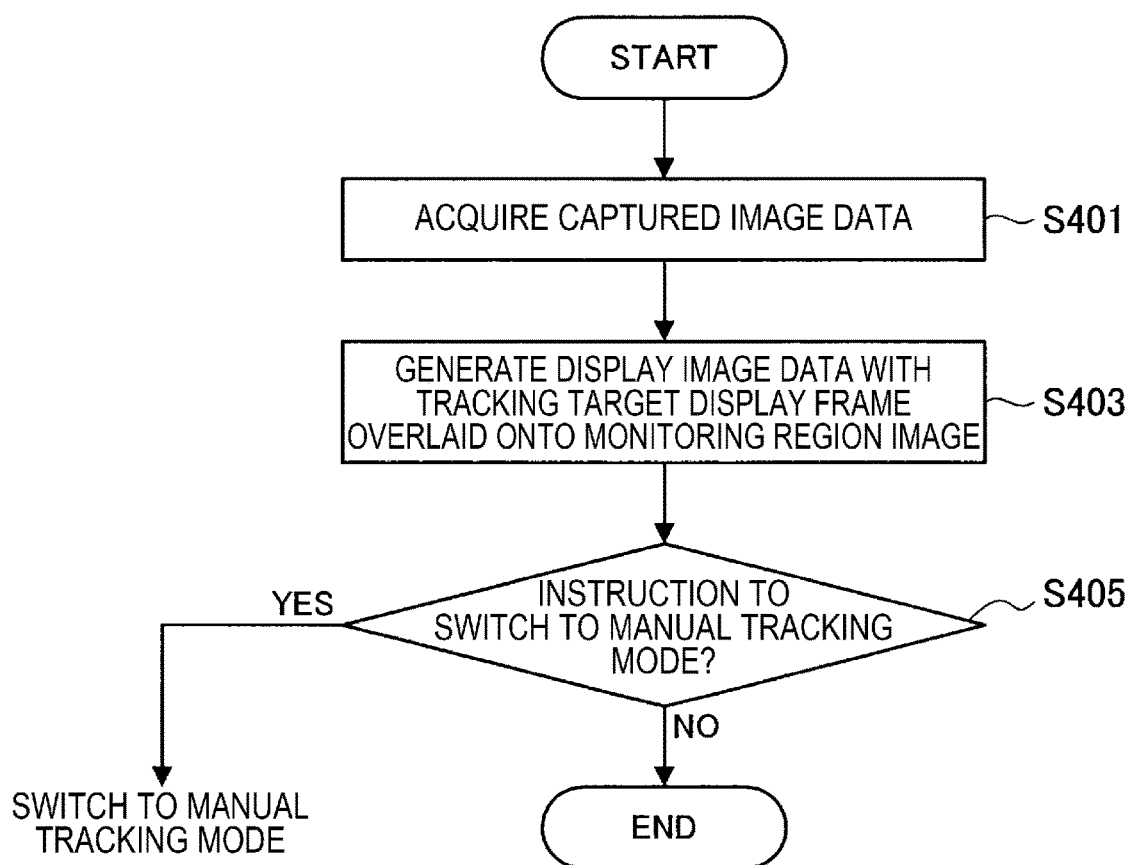 START
ACQUIRE CAPTURED IMAGE DATA
S401
GENERATE DISPLAY IMAGE DATA WITH
TRACKING TARGET DISPLAY FRAME
OVERLAID ONTO MONITORING REGION IMAGE
S403
INSTRUCTION TO
SWITCH TO MANUAL TRACKING
MODE?
S405
YES
NO
SWITCH TO MANUAL
TRACKING MODE
END